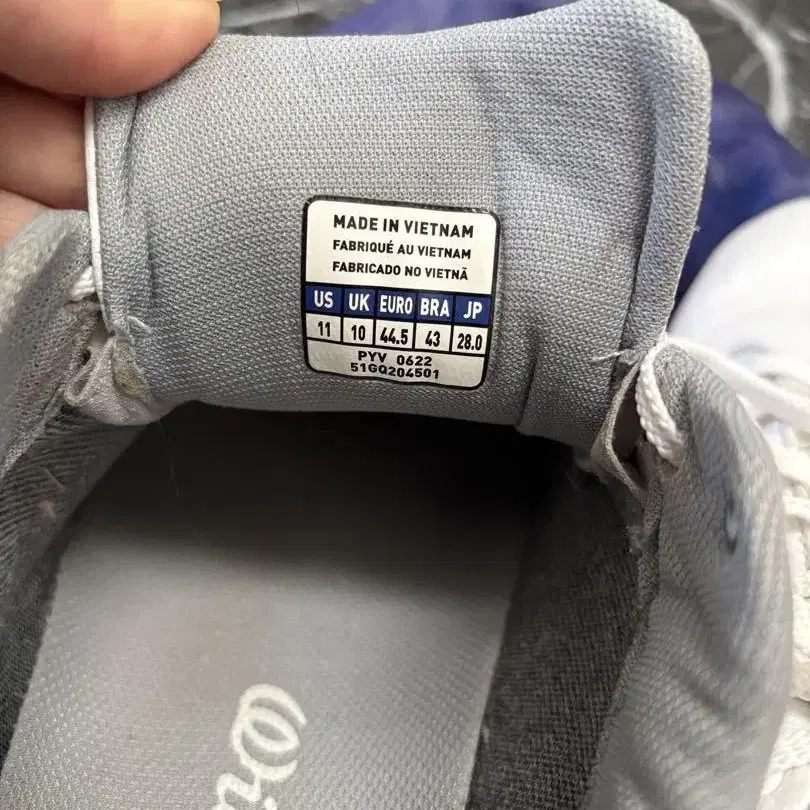 MADE IN VIETNAM
FABRIQUÉ AU VIETNAM
FABRICADO NO VIETNÃ
US UK EURO BRA JP
11 10 44.5 43 28.0
PYV 0622
51GQ204501